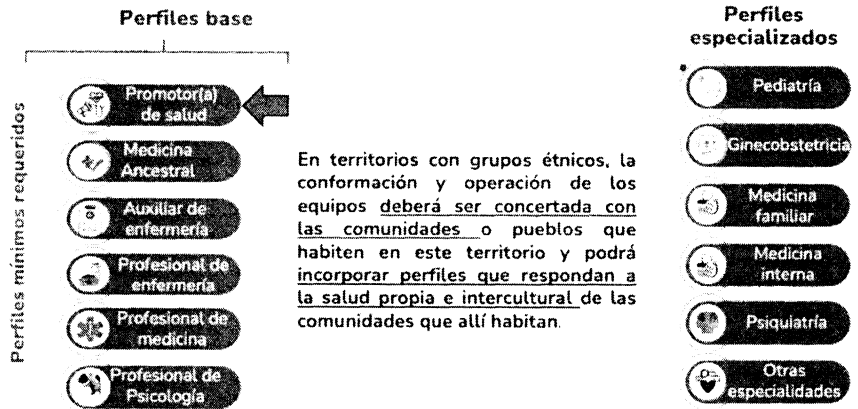 Perfiles base
Perfiles mínimos requeridos
Promotor(a)
de salud
Medicina
Ancestral
Auxiliar de
enfermería
Profesional de
enfermería
Profesional de
medicina
Profesional de
Psicología
En territorios con grupos étnicos, la
conformación y operación de los
equipos deberá ser concertada con
las comunidades o pueblos que
habiten en este territorio y podrá
incorporar perfiles que respondan a
la salud propia e intercultural de las
comunidades que allí habitan.
Perfiles
especializados
Pediatría
Ginecobstetricia
Medicina
familiar
Medicina
interna
Psiquiatría
Otras
especialidades